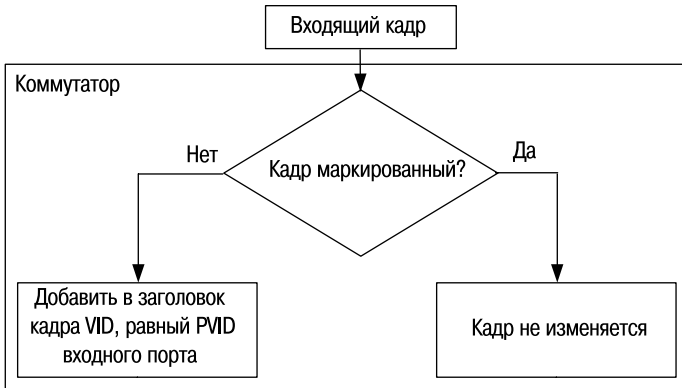 Входящий кадр
Коммутатор
Кадр маркированный?
Нет
Да
Добавить в заголовок
кадра VID, равный PVID
входного порта
Кадр не изменяется